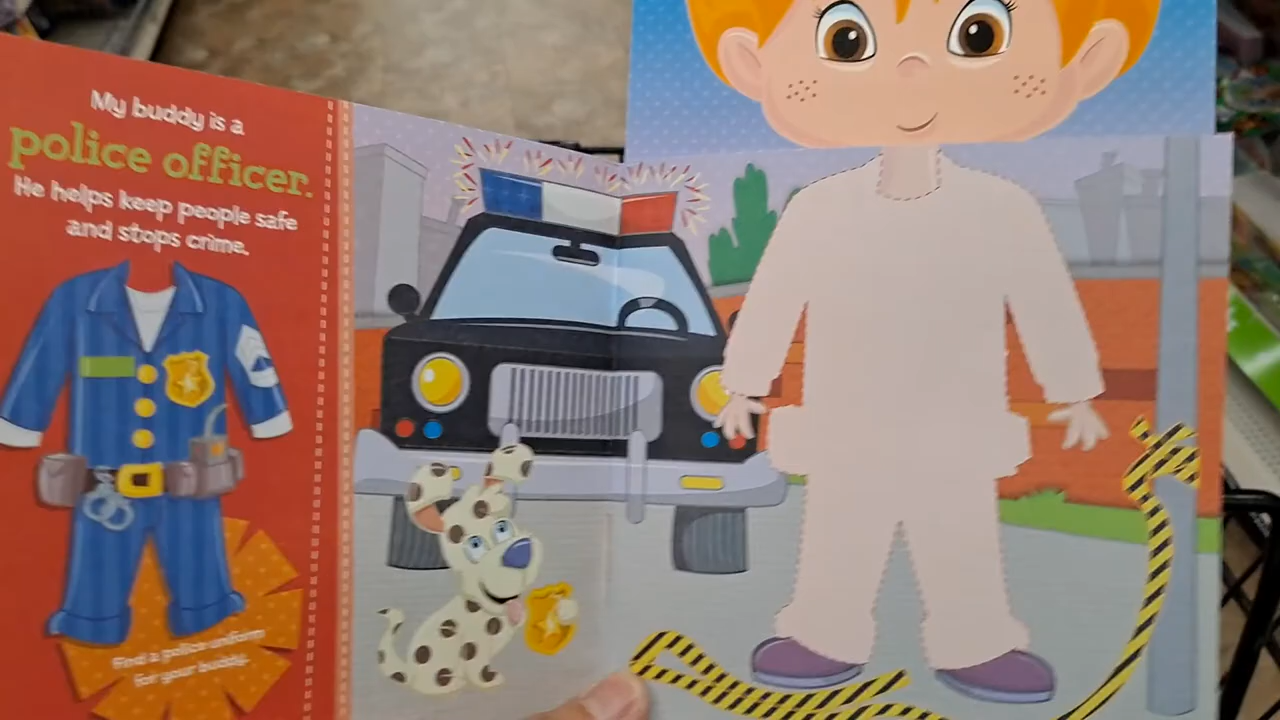 My buddy is a
police officer.
He helps keep people safe
and stops crime.
Find a police uniform
for your buddy.